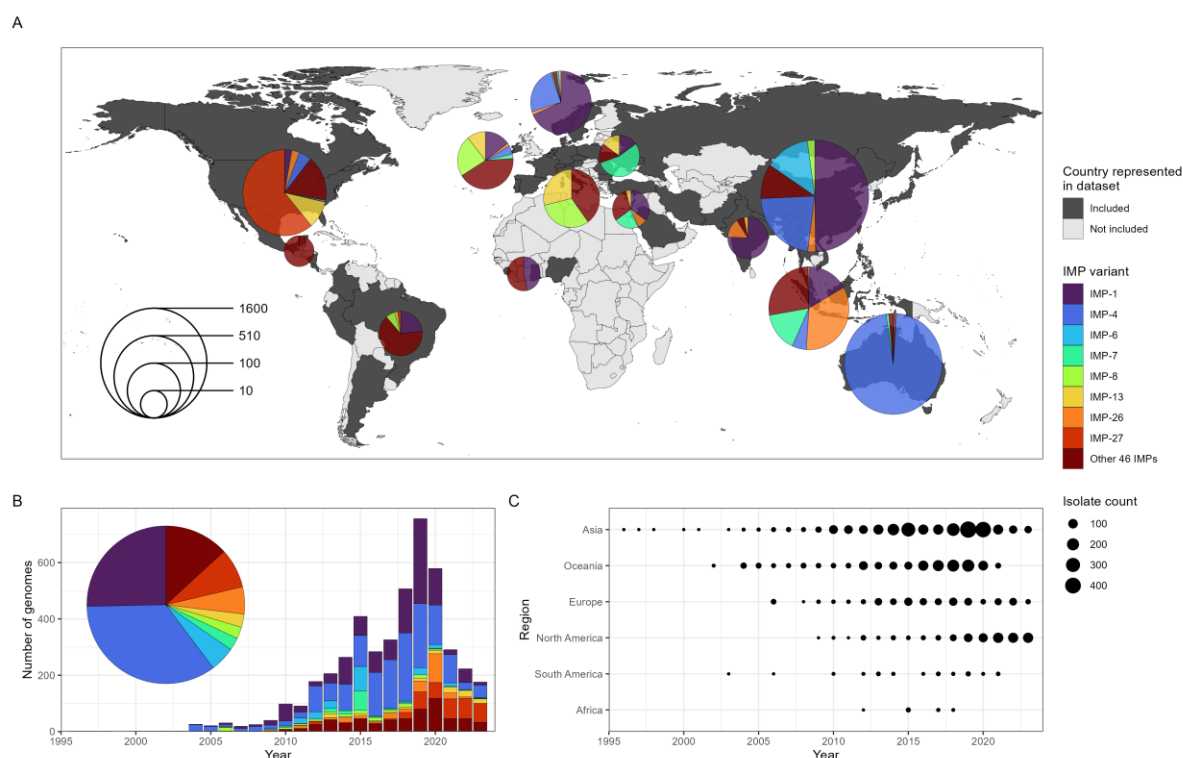 A
1600
510
100
10
Country represented
in dataset
Included
Not included
IMP variant
IMP-1
IMP-4
IMP-6
IMP-7
IMP-8
IMP-13
IMP-26
IMP-27
Other 46 IMPs
B
Number of genomes
600
400
200
0
1995
2000
2005
2010
2015
2020
Year
C
Region
Asia
Oceania
Europe
North America
South America
Africa
1995
2000
2005
2010
2015
2020
Year
Isolate count
100
200
300
400